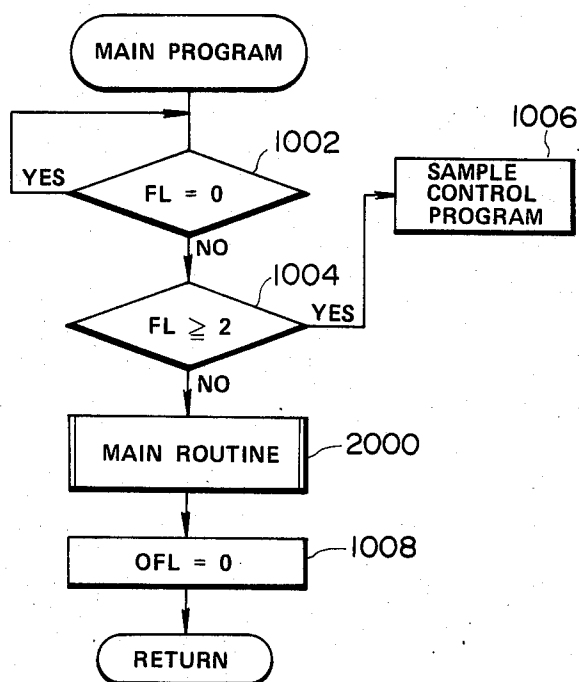 MAIN PROGRAM
1002
1006
YES
FL = 0
SAMPLE
CONTROL
PROGRAM
NO
1004
FL ≧ 2
YES
NO
MAIN ROUTINE
2000
OFL = 0
1008
RETURN